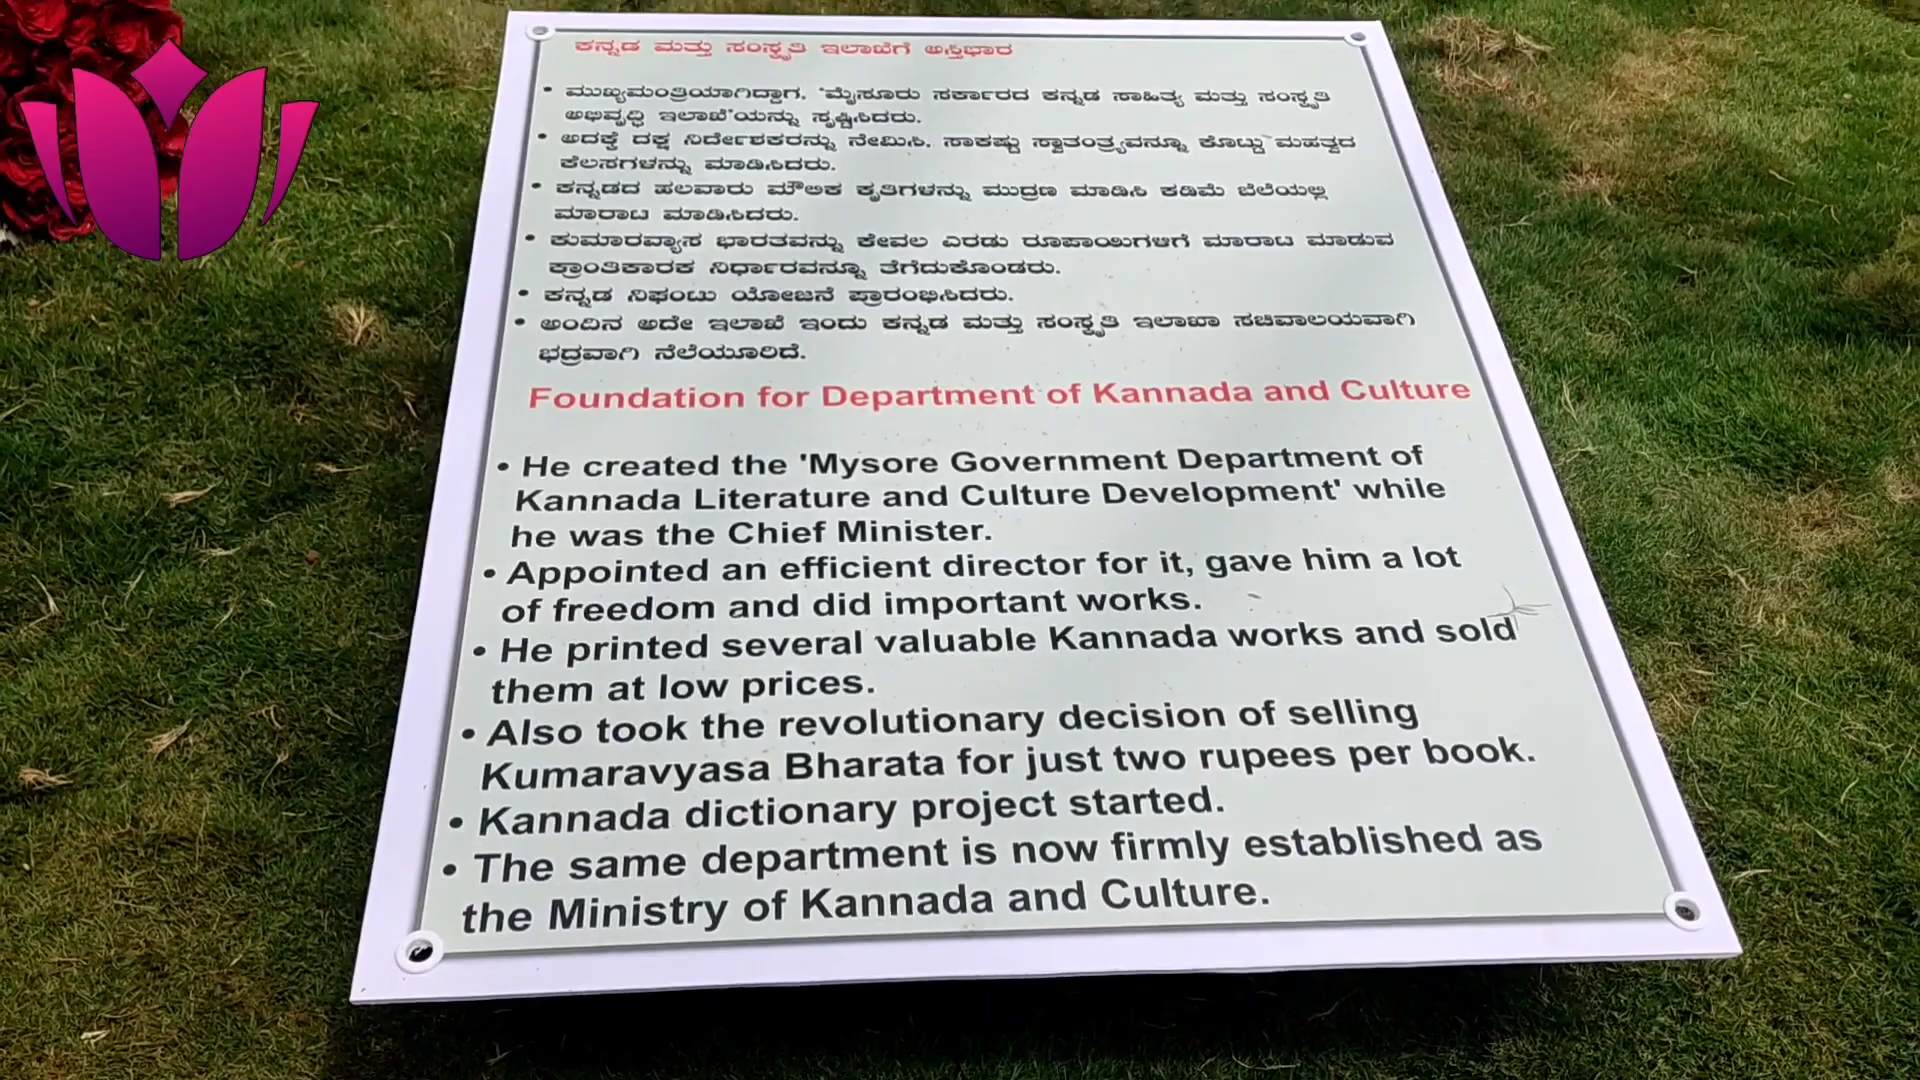 ಕನ್ನಡ ಮತ್ತು ಸಂಸ್ಕೃತಿ ಇಲಾಖೆಗೆ ಅಸ್ತಿಭಾರ
• ಮುಖ್ಯಮಂತ್ರಿಯಾಗಿದ್ದಾಗ, 'ಮೈಸೂರು ಸರ್ಕಾರದ ಕನ್ನಡ ಸಾಹಿತ್ಯ ಮತ್ತು ಸಂಸ್ಕೃತಿ
ಅಭಿವೃದ್ಧಿ ಇಲಾಖೆ'ಯನ್ನು ಸೃಷ್ಟಿಸಿದರು.
• ಅದಕ್ಕೆ ದಕ್ಷ ನಿರ್ದೇಶಕರನ್ನು ನೇಮಿಸಿ, ಸಾಕಷ್ಟು ಸ್ವಾತಂತ್ರ್ಯವನ್ನೂ ಕೊಟ್ಟು ಮಹತ್ವದ
ಕೆಲಸಗಳನ್ನು ಮಾಡಿಸಿದರು.
• ಕನ್ನಡದ ಹಲವಾರು ಮೌಲಿಕ ಕೃತಿಗಳನ್ನು ಮುದ್ರಣ ಮಾಡಿಸಿ ಕಡಿಮೆ ಬೆಲೆಯಲ್ಲಿ
ಮಾರಾಟ ಮಾಡಿಸಿದರು.
• ಕುಮಾರವ್ಯಾಸ ಭಾರತವನ್ನು ಕೇವಲ ಎರಡು ರೂಪಾಯಿಗಳಿಗೆ ಮಾರಾಟ ಮಾಡುವ
ಕ್ರಾಂತಿಕಾರಕ ನಿರ್ಧಾರವನ್ನೂ ತೆಗೆದುಕೊಂಡರು.
• ಕನ್ನಡ ನಿಘಂಟು ಯೋಜನೆ ಪ್ರಾರಂಭಿಸಿದರು.
• ಅಂದಿನ ಅದೇ ಇಲಾಖೆ ಇಂದು ಕನ್ನಡ ಮತ್ತು ಸಂಸ್ಕೃತಿ ಇಲಾಖಾ ಸಚಿವಾಲಯವಾಗಿ
ಭದ್ರವಾಗಿ ನೆಲೆಯೂರಿದೆ.
Foundation for Department of Kannada and Culture
• He created the 'Mysore Government Department of
Kannada Literature and Culture Development' while
he was the Chief Minister.
• Appointed an efficient director for it, gave him a lot
of freedom and did important works.
• He printed several valuable Kannada works and sold
them at low prices.
• Also took the revolutionary decision of selling
Kumaravyasa Bharata for just two rupees per book.
• Kannada dictionary project started.
• The same department is now firmly established as
the Ministry of Kannada and Culture.